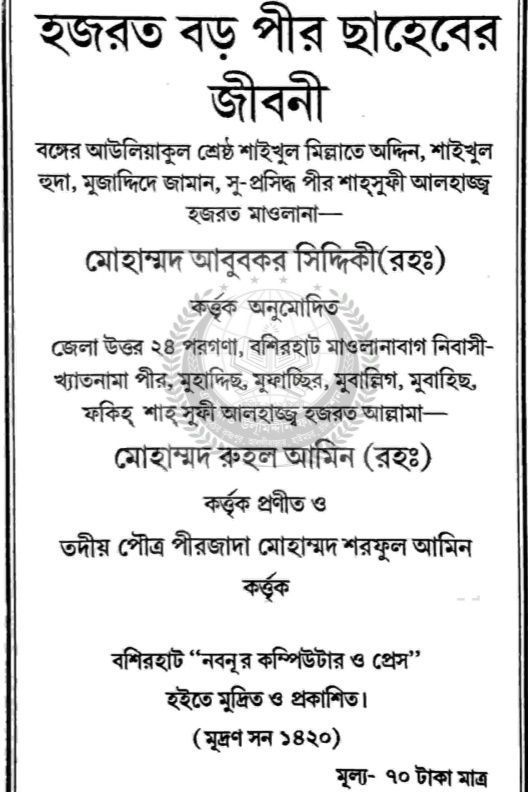 হজরত বড় পীর ছাহেবের
জীবনী
বঙ্গের আউলিয়াকুল শ্রেষ্ঠ শাইখুল মিল্লাতে অদ্দিন, শাইখুল
হুদা, মুজাদ্দিদে জামান, সু-প্রসিদ্ধ পীর শাহ্সুফী আলহাজ্জ্ব
হজরত মাওলানা—
মোহাম্মদ আবুবকর সিদ্দিকী(রহঃ)
কর্ত্তৃক অনুমোদিত
জেলা উত্তর ২৪ পরগণা, বশিরহাট মাওলানাবাগ নিবাসী-
খ্যাতনামা পীর, মুহাদ্দিছ, মুফাচ্ছির, মুবাল্লিগ, মুবাহিছ,
ফকিহ্ শাহ্ সুফী আলহাজ্জ্ব হজরত আল্লামা—
মোহাম্মদ রুহল আমিন (রহঃ)
কর্ত্তৃক প্রণীত ও
তদীয় পৌত্র পীরজাদা মোহাম্মদ শরফুল আমিন
কর্ত্তৃক
বশিরহাট “নবনূর কম্পিউটার ও প্রেস”
হইতে মুদ্রিত ও প্রকাশিত।
(মূদ্রণ সন ১৪২০)
মূল্য- ৭০ টাকা মাত্র